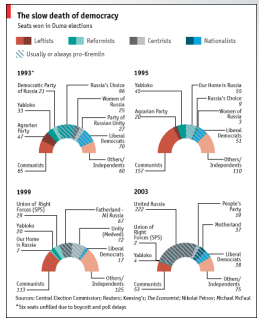 The slow death of democracy
Seats won in Duma elections
Leftists
Reformists
Centrists
Nationalists
Usually or always pro-Kremlin
1993*
Democratic Party
of Russia 21
Yabloko
33
Agrarian
Party
47
Communists
65
Russia's Choice
96
Women of
Russia
25
Party of
Russian Unity
27
Liberal
Democrats
70
Others/
Independents
60
1995
Yabloko
45
Agrarian Party
20
Communists
157
Our Home is Russia
55
Russia's Choice
9
Women of
Russia
3
Liberal
Democrats
51
Others/
Independents
110
1999
Union of Right
Forces (SPS)
29
Yabloko
20
Our Home
is Russia
7
Communists
113
Fatherland -
All Russia
67
Unity
(Medved)
72
Liberal
Democrats
17
Others/
Independents
125
2003
United Russia
222
Union of
Right
Forces (SPS)
2
Yabloko
4
Communists
53
People's
Party
19
Motherland
37
Liberal
Democrats
38
Others/
Independents
75
Sources: Central Election Commission; Reuters; Keesing's; The Economist; Nikolai Petrov; Michael McFaul
*Six seats unfilled due to boycott and poll delays